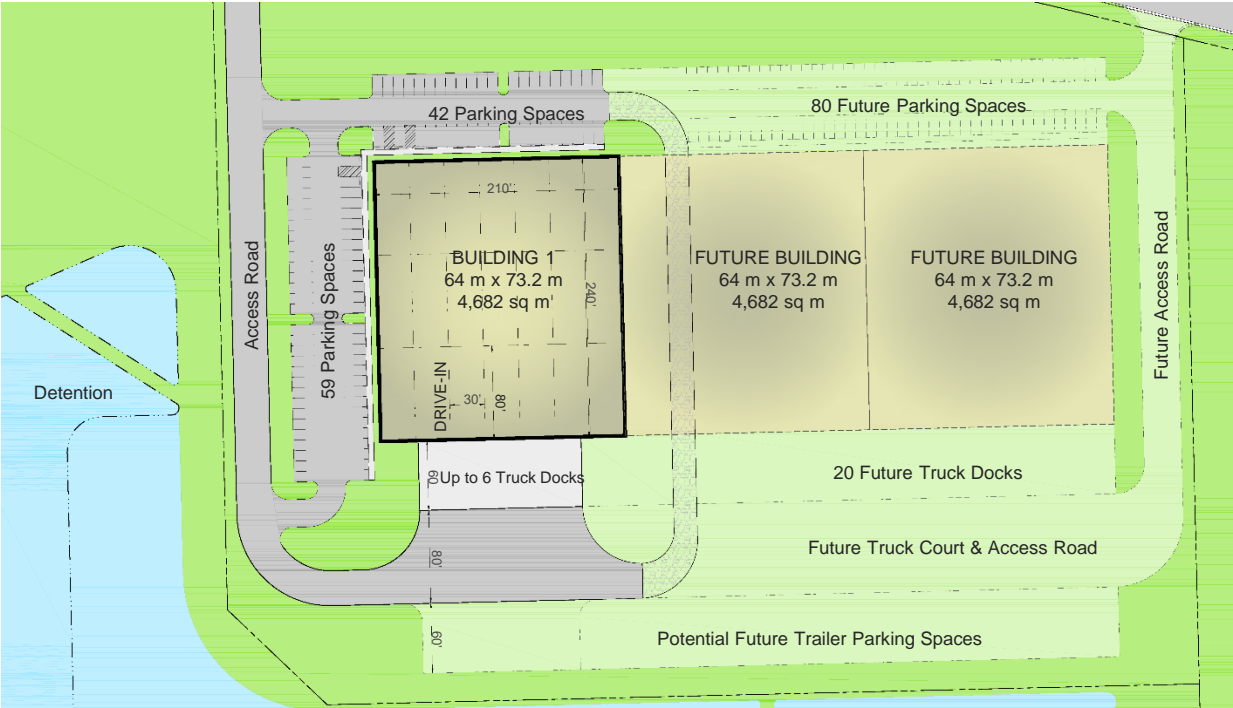 42 Parking Spaces
80 Future Parking Spaces
210'
BUILDING 1
64 m x 73.2 m
4,682 sq m
240'
FUTURE BUILDING
64 m x 73.2 m
4,682 sq m
FUTURE BUILDING
64 m x 73.2 m
4,682 sq m
Access Road
59 Parking Spaces
Future Access Road
Detention
DRIVE-IN
30'
80'
60'
Up to 6 Truck Docks
20 Future Truck Docks
80'
Future Truck Court & Access Road
60'
Potential Future Trailer Parking Spaces